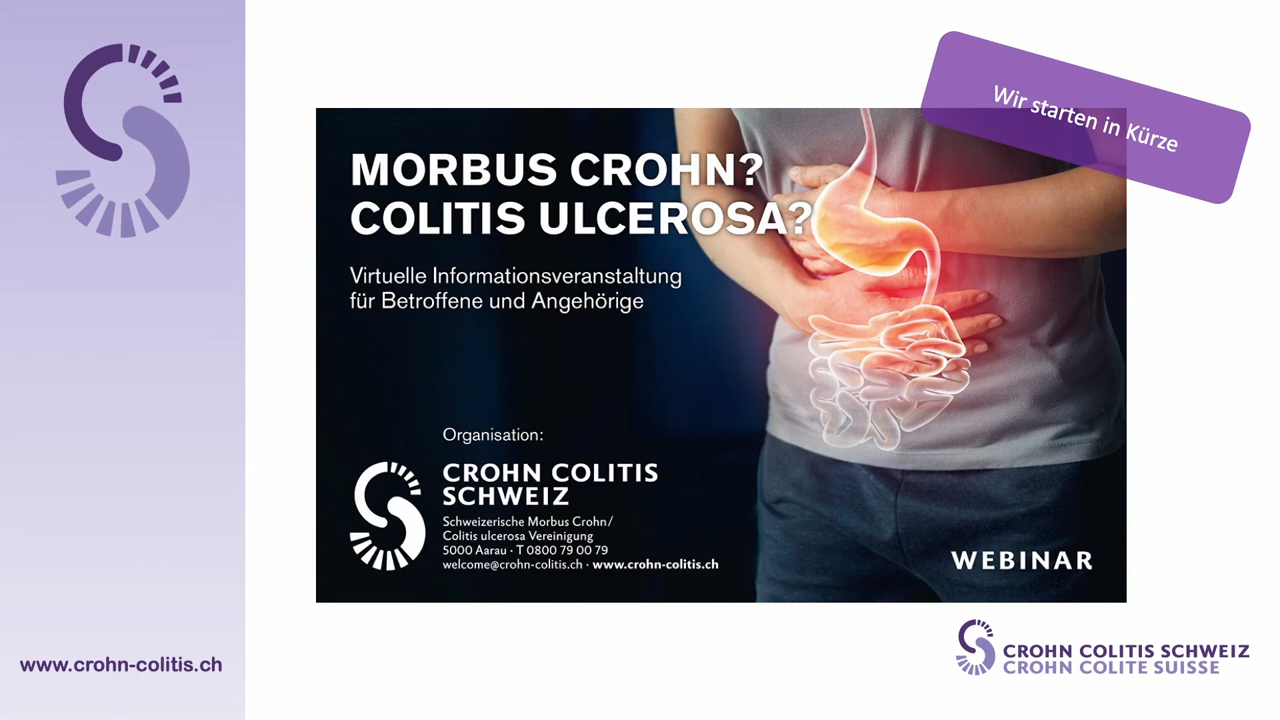 Wir starten in Kürze
MORBUS CROHN?
COLITIS ULCEROSA?
Virtuelle Informationsveranstaltung
für Betroffene und Angehörige
Organisation:
CROHN COLITIS
SCHWEIZ
Schweizerische Morbus Crohn/
Colitis ulcerosa Vereinigung
5000 Aarau · T 0800 79 00 79
welcome@crohn-colitis.ch · www.crohn-colitis.ch
WEBINAR
www.crohn-colitis.ch
CROHN COLITIS SCHWEIZ
CROHN COLITE SUISSE